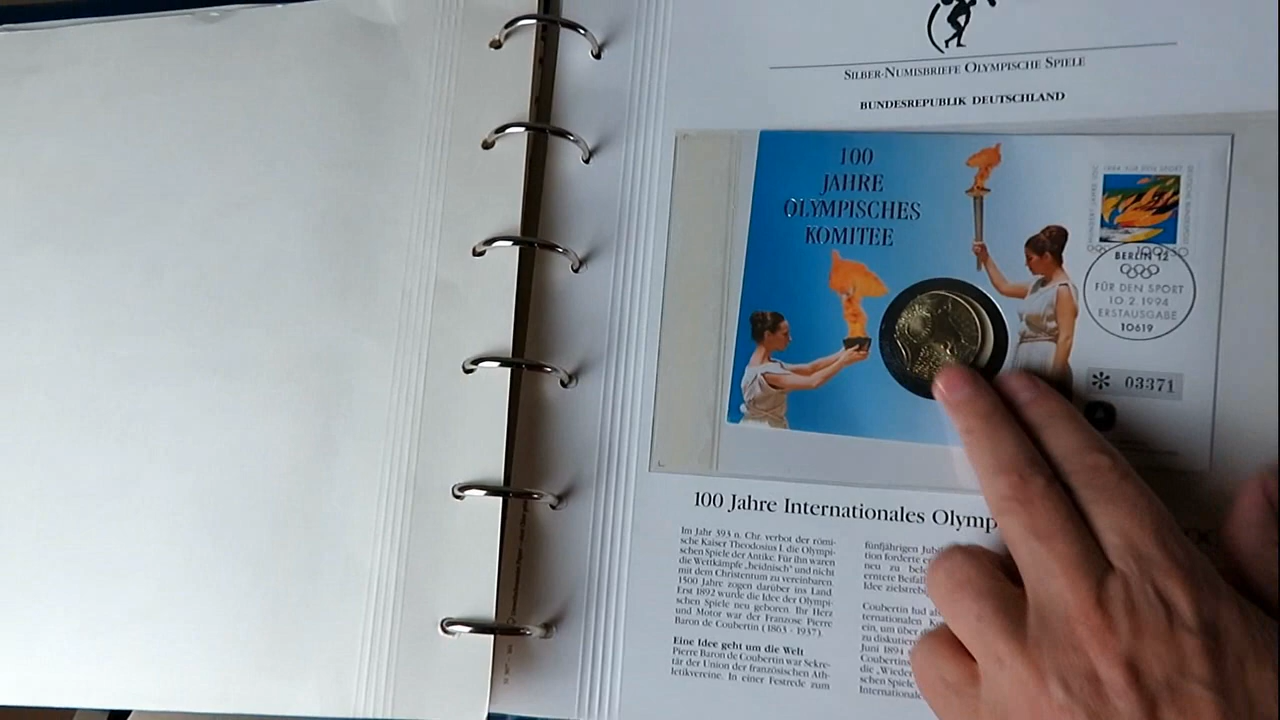 SILBER-NUMISBRIEFE OLYMPISCHE SPIELE
BUNDESREPUBLIK DEUTSCHLAND
100
JAHRE
OLYMPISCHES
KOMITEE
BERLIN 12
FÜR DEN SPORT
10.2.1994
ERSTAUSGABE
10619
* 03371
100 Jahre Internationales Olymp
Im Jahr 393 n. Chr. verbot der römi-
sche Kaiser Theodosius I. die Olympi-
schen Spiele der Antike. Für ihn waren
die Wettkämpfe „heidnisch" und nicht
mit dem Christentum zu vereinbaren.
1500 Jahre zogen darüber ins Land.
Erst 1892 wurde die Idee der Olympi-
schen Spiele neu geboren. Ihr Herz
und Motor war der Franzose Pierre
Baron de Coubertin (1863 - 1937).
Eine Idee geht um die Welt
Pierre Baron de Coubertin war Sekre-
tär der Union der französischen Ath-
letikvereine. In einer Festrede zum
fünfjährigen Jub
tion forderte e
neu zu bel
erntete Beifal
Idee zielstreb
Coubertin lud al
ternationalen Ko
ein, um über d
zu diskutier
Juni 1894
Coubertins
die „Wieder
schen Spiele
Internationale